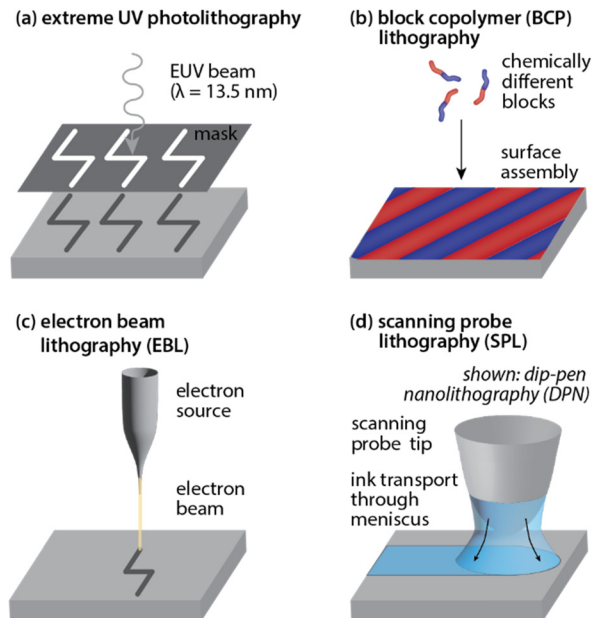 (a) extreme UV photolithography
EUV beam
(λ = 13.5 nm)
mask
(b) block copolymer (BCP)
lithography
chemically
different
blocks
surface
assembly
(c) electron beam
lithography (EBL)
electron
source
electron
beam
(d) scanning probe
lithography (SPL)
shown: dip-pen
nanolithography (DPN)
scanning
probe tip
ink transport
through
meniscus